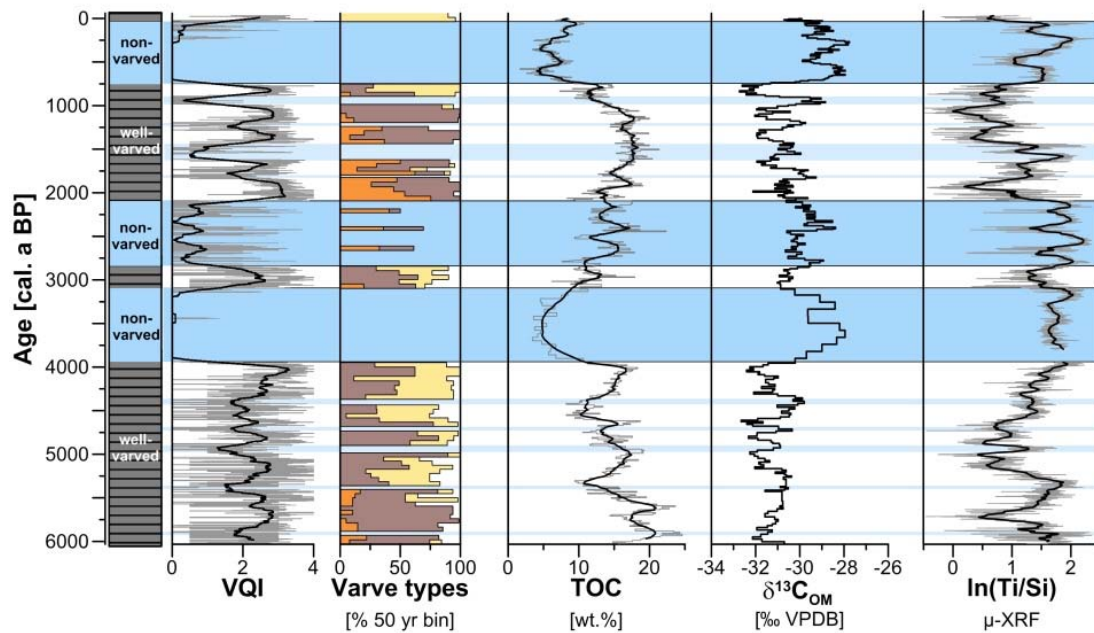 Age [cal. a BP]
0
1000
2000
3000
4000
5000
6000
non-
varved
well-
varved
non-
varved
non-
varved
well-
varved
0 2 4
VQI
0 25 50 75 100
Varve types
[% 50 yr bin]
0 10 20
TOC
[wt.%]
-34 -32 -30 -28 -26
δ¹³C_OM
[‰ VPDB]
0 1 2
ln(Ti/Si)
μ-XRF